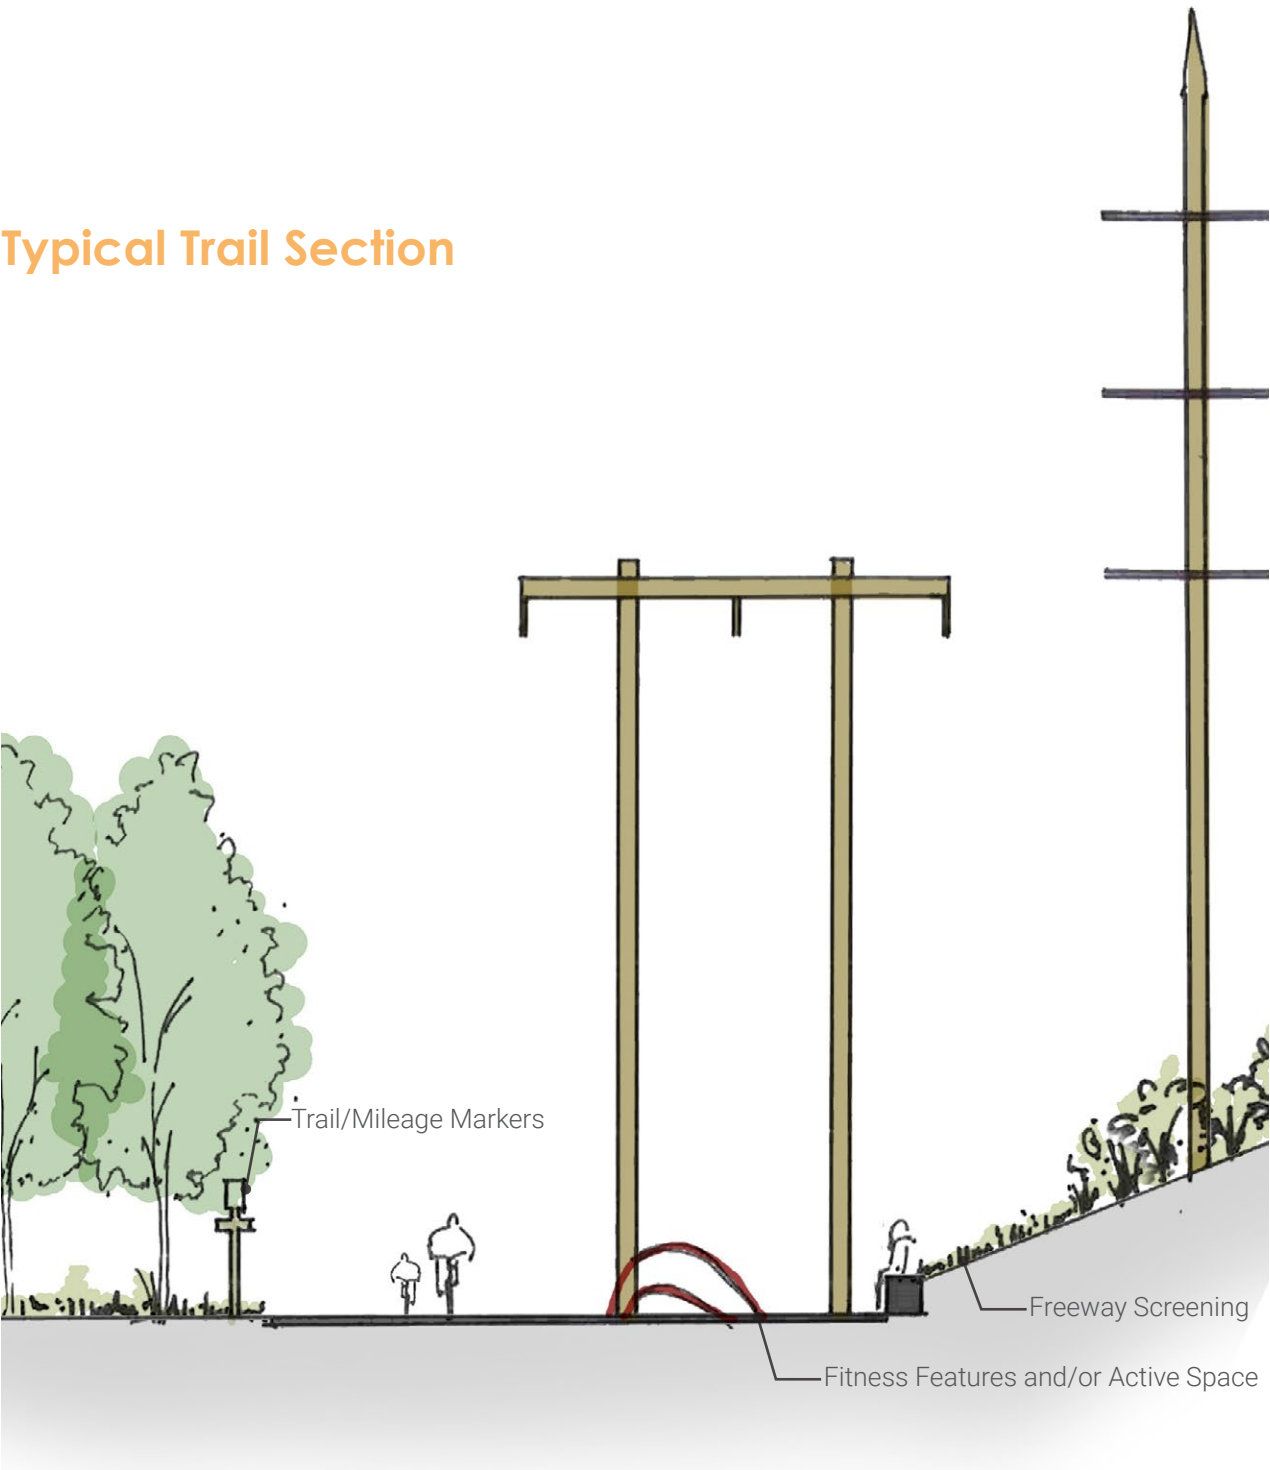 Typical Trail Section
Trail/Mileage Markers
Freeway Screening
Fitness Features and/or Active Space